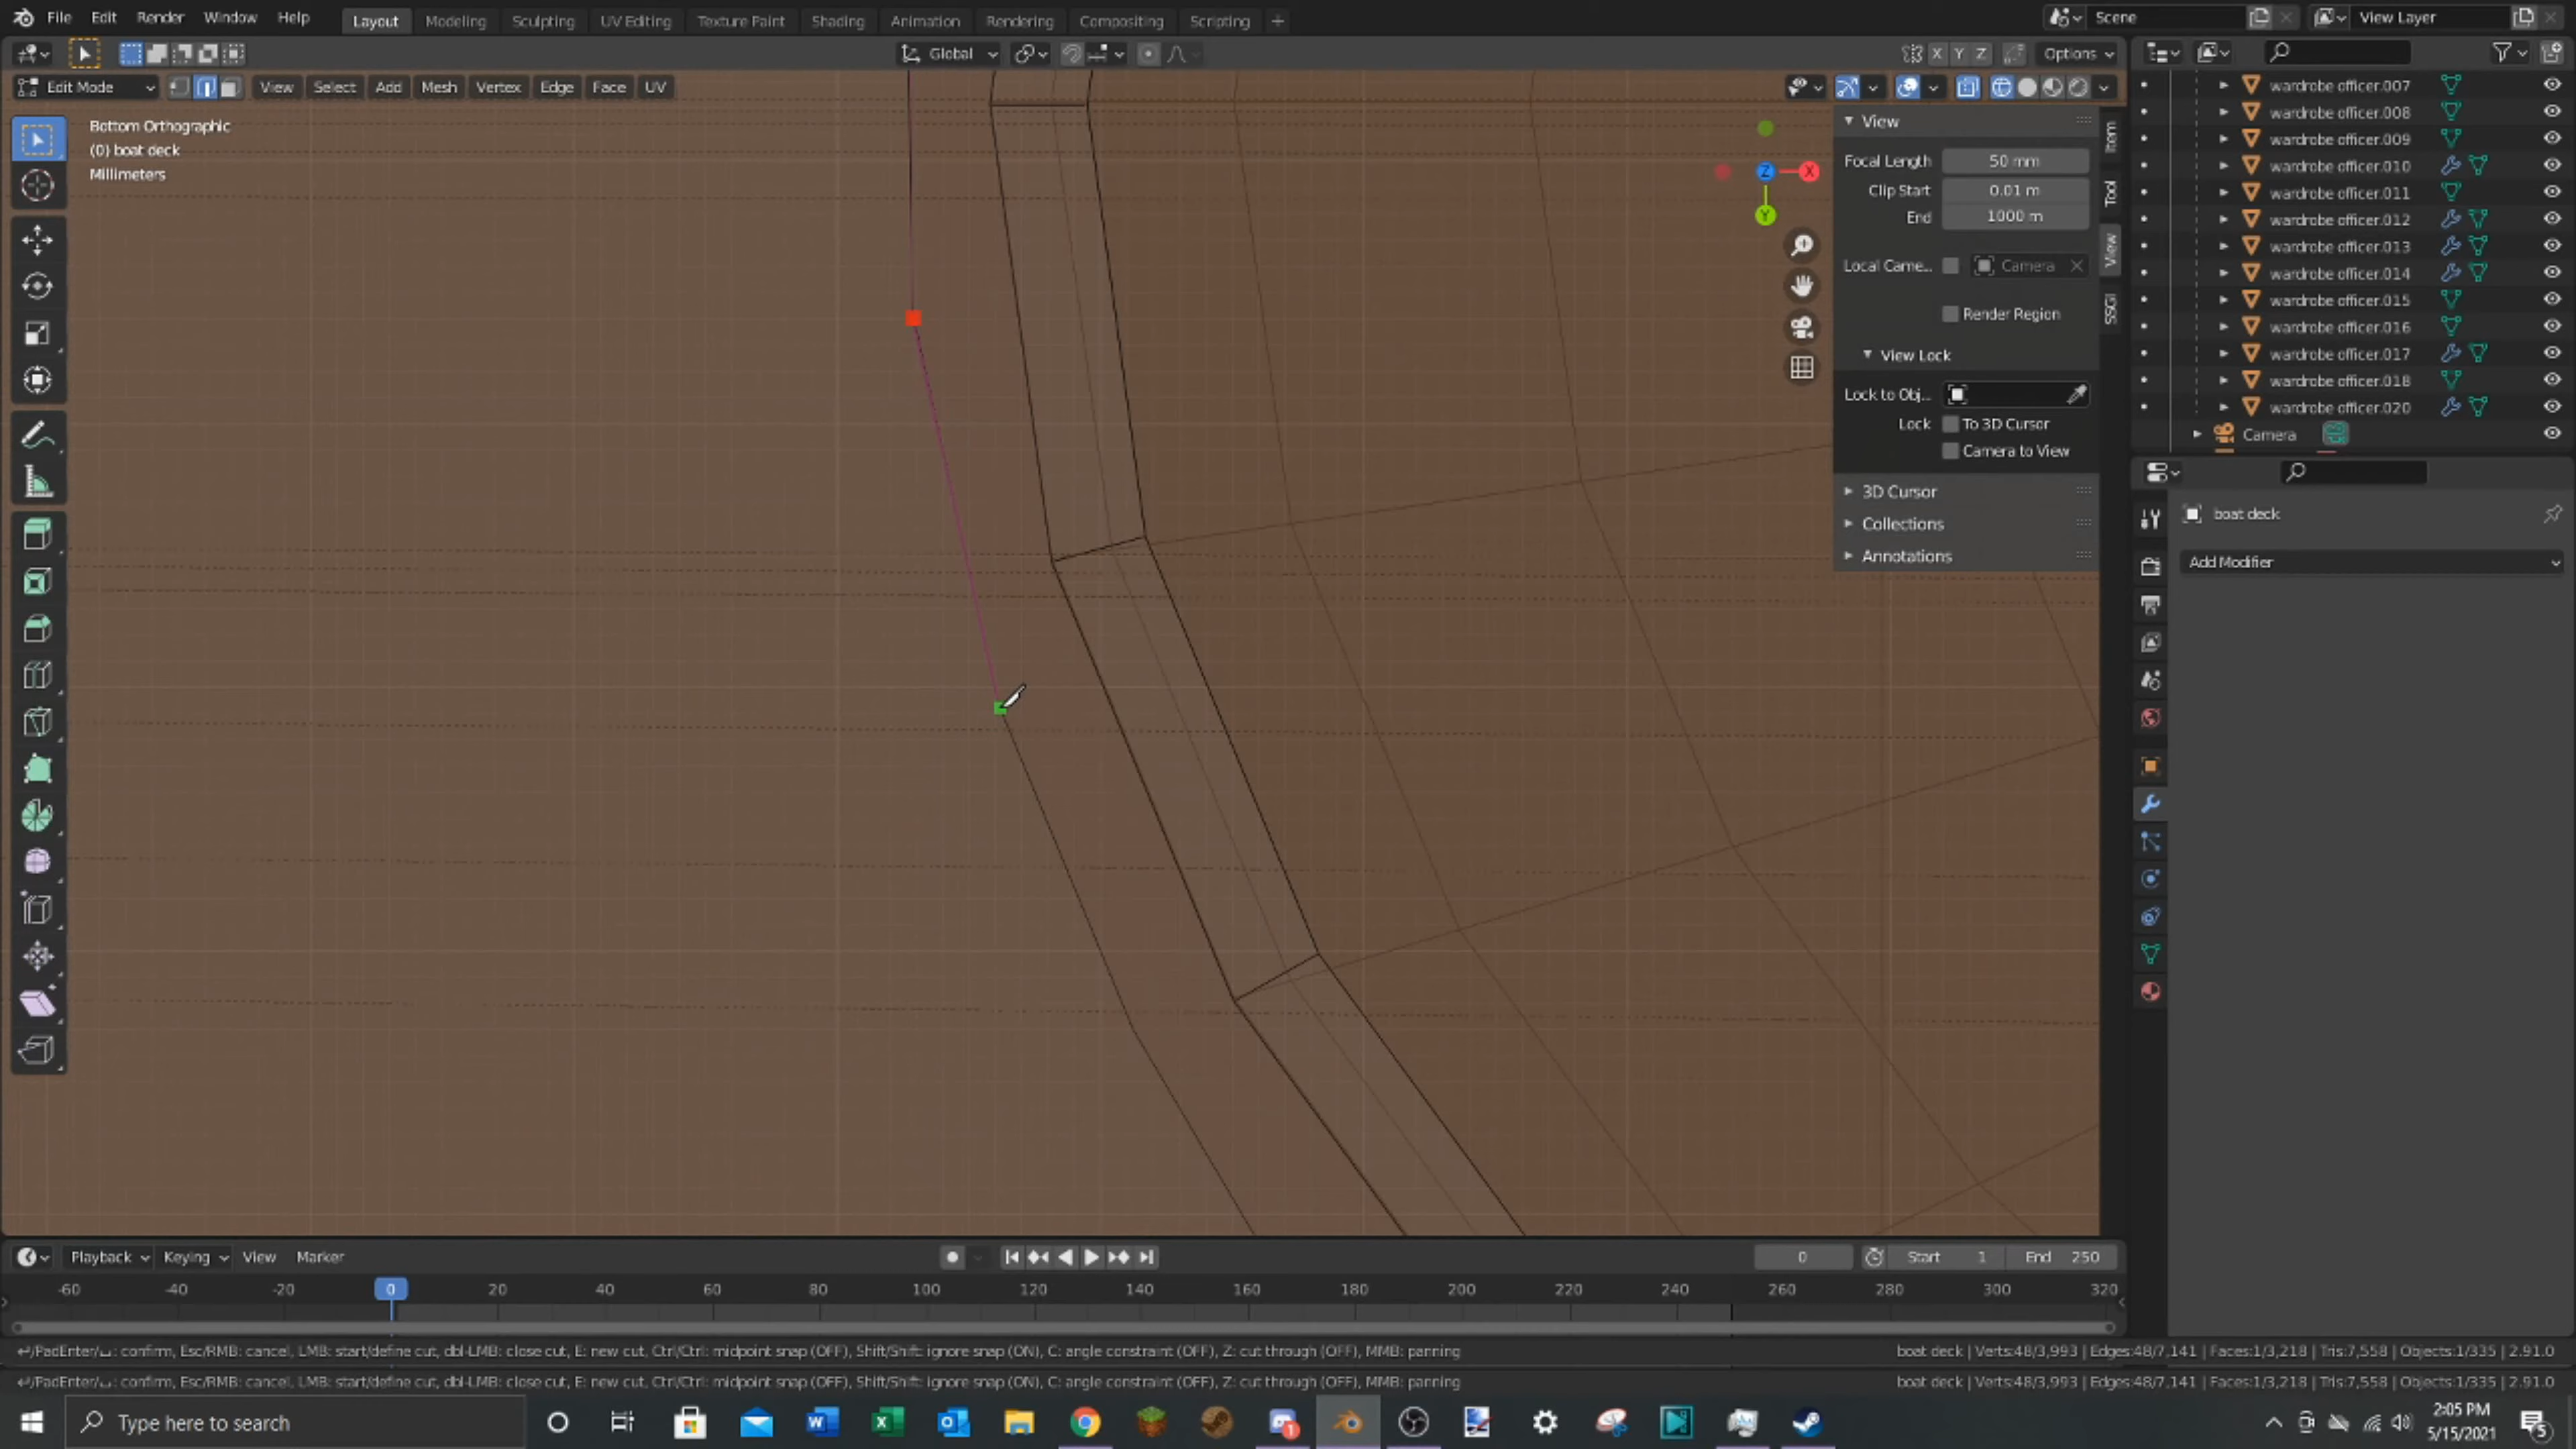 File Edit Render Window Help Layout Modeling Sculpting UV Editing Texture Paint Shading Animation Rendering Compositing Scripting + Scene View Layer
Global X Y Z Options
Edit Mode View Select Add Mesh Vertex Edge Face UV
Bottom Orthographic
(0) boat deck
Millimeters
Z X
Y
View
Focal Length 50 mm
Clip Start 0.01 m
End 1000 m
Local Came... Camera
Render Region
View Lock
Lock to Obj...
Lock To 3D Cursor
Camera to View
3D Cursor
Collections
Annotations
Item
Tool
View
SSGI
wardrobe officer.007
wardrobe officer.008
wardrobe officer.009
wardrobe officer.010
wardrobe officer.011
wardrobe officer.012
wardrobe officer.013
wardrobe officer.014
wardrobe officer.015
wardrobe officer.016
wardrobe officer.017
wardrobe officer.018
wardrobe officer.020
Camera
boat deck
Add Modifier
Playback Keying View Marker 0 Start 1 End 250
-60 -40 -20 0 20 40 60 80 100 120 140 160 180 200 220 240 260 280 300 320
↵/PadEnter/␣: confirm, Esc/RMB: cancel, LMB: start/define cut, dbl-LMB: close cut, E: new cut, Ctrl/Ctrl: midpoint snap (OFF), Shift/Shift: ignore snap (ON), C: angle constraint (OFF), Z: cut through (OFF), MMB: panning boat deck | Verts:48/3,993 | Edges:48/7,141 | Faces:1/3,218 | Tris:7,558 | Objects:1/335 | 2.91.0
↵/PadEnter/␣: confirm, Esc/RMB: cancel, LMB: start/define cut, dbl-LMB: close cut, E: new cut, Ctrl/Ctrl: midpoint snap (OFF), Shift/Shift: ignore snap (ON), C: angle constraint (OFF), Z: cut through (OFF), MMB: panning boat deck | Verts:48/3,993 | Edges:48/7,141 | Faces:1/3,218 | Tris:7,558 | Objects:1/335 | 2.91.0
Type here to search
2:05 PM
5/15/2021
1
5